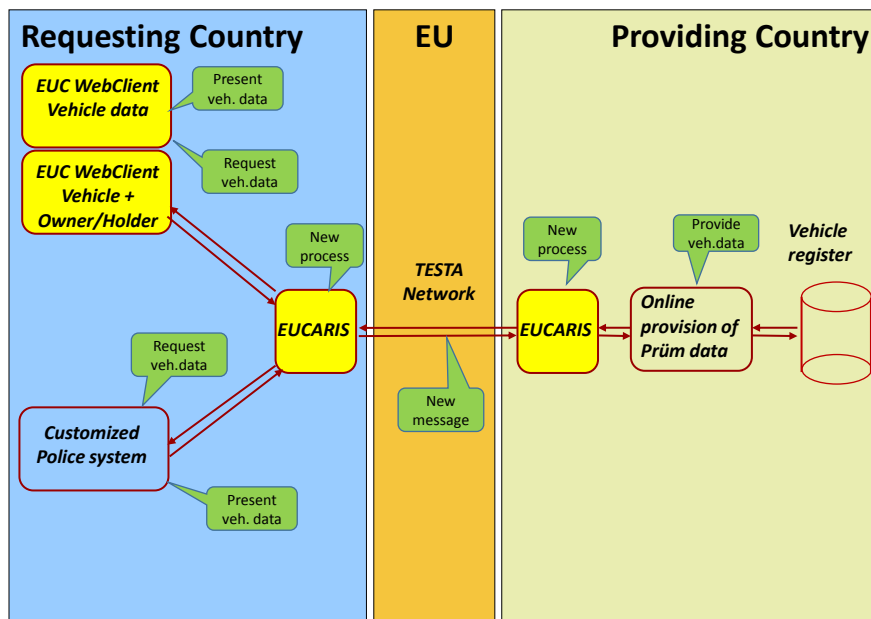 Requesting Country
EU
Providing Country
EUC WebClient
Vehicle data
Present
veh. data
Request
veh.data
EUC WebClient
Vehicle +
Owner/Holder
New
process
EUCARIS
TESTA
Network
New
message
New
process
EUCARIS
Provide
veh.data
Online
provision of
Prüm data
Vehicle
register
Request
veh.data
Customized
Police system
Present
veh. data